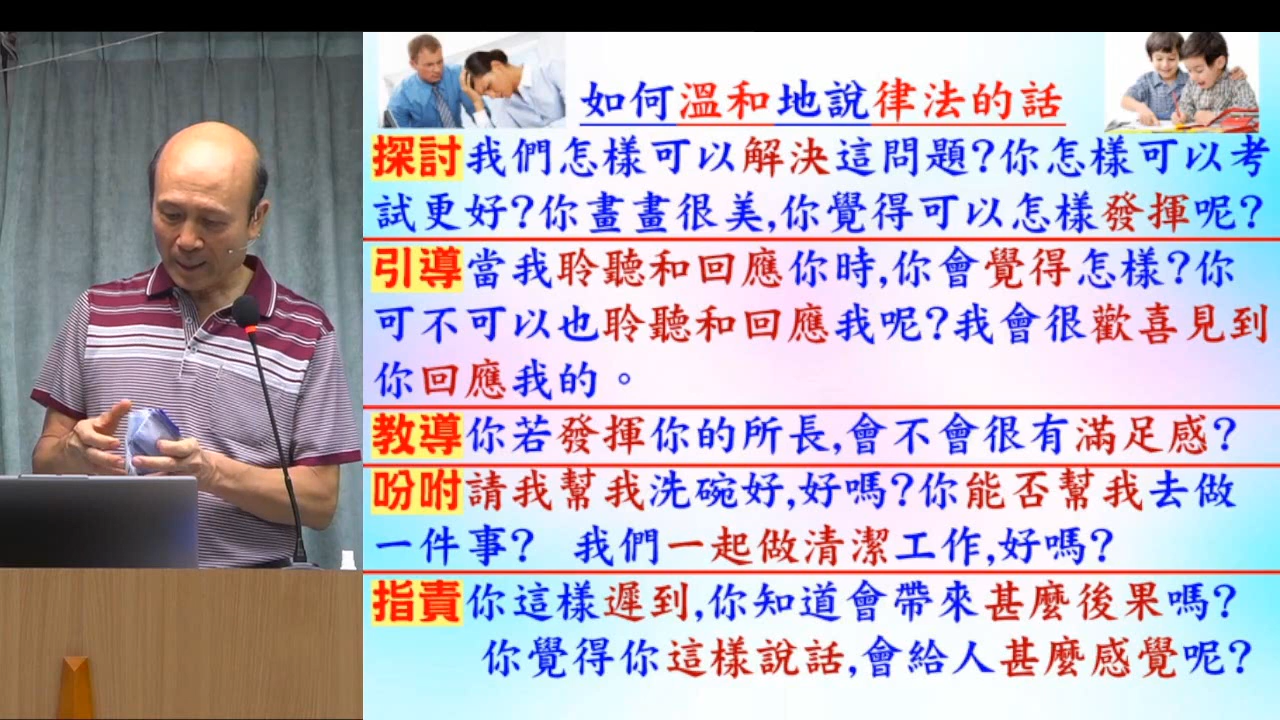 如何溫和地說律法的話
探討我們怎樣可以解決這問題?你怎樣可以考
試更好?你畫畫很美,你覺得可以怎樣發揮呢?
引導當我聆聽和回應你時,你會覺得怎樣?你
可不可以也聆聽和回應我呢?我會很歡喜見到
你回應我的。
教導你若發揮你的所長,會不會很有滿足感?
吩咐請我幫我洗碗好,好嗎?你能否幫我去做
一件事? 我們一起做清潔工作,好嗎?
指責你這樣遲到,你知道會帶來甚麼後果嗎?
你覺得你這樣說話,會給人甚麼感覺呢?